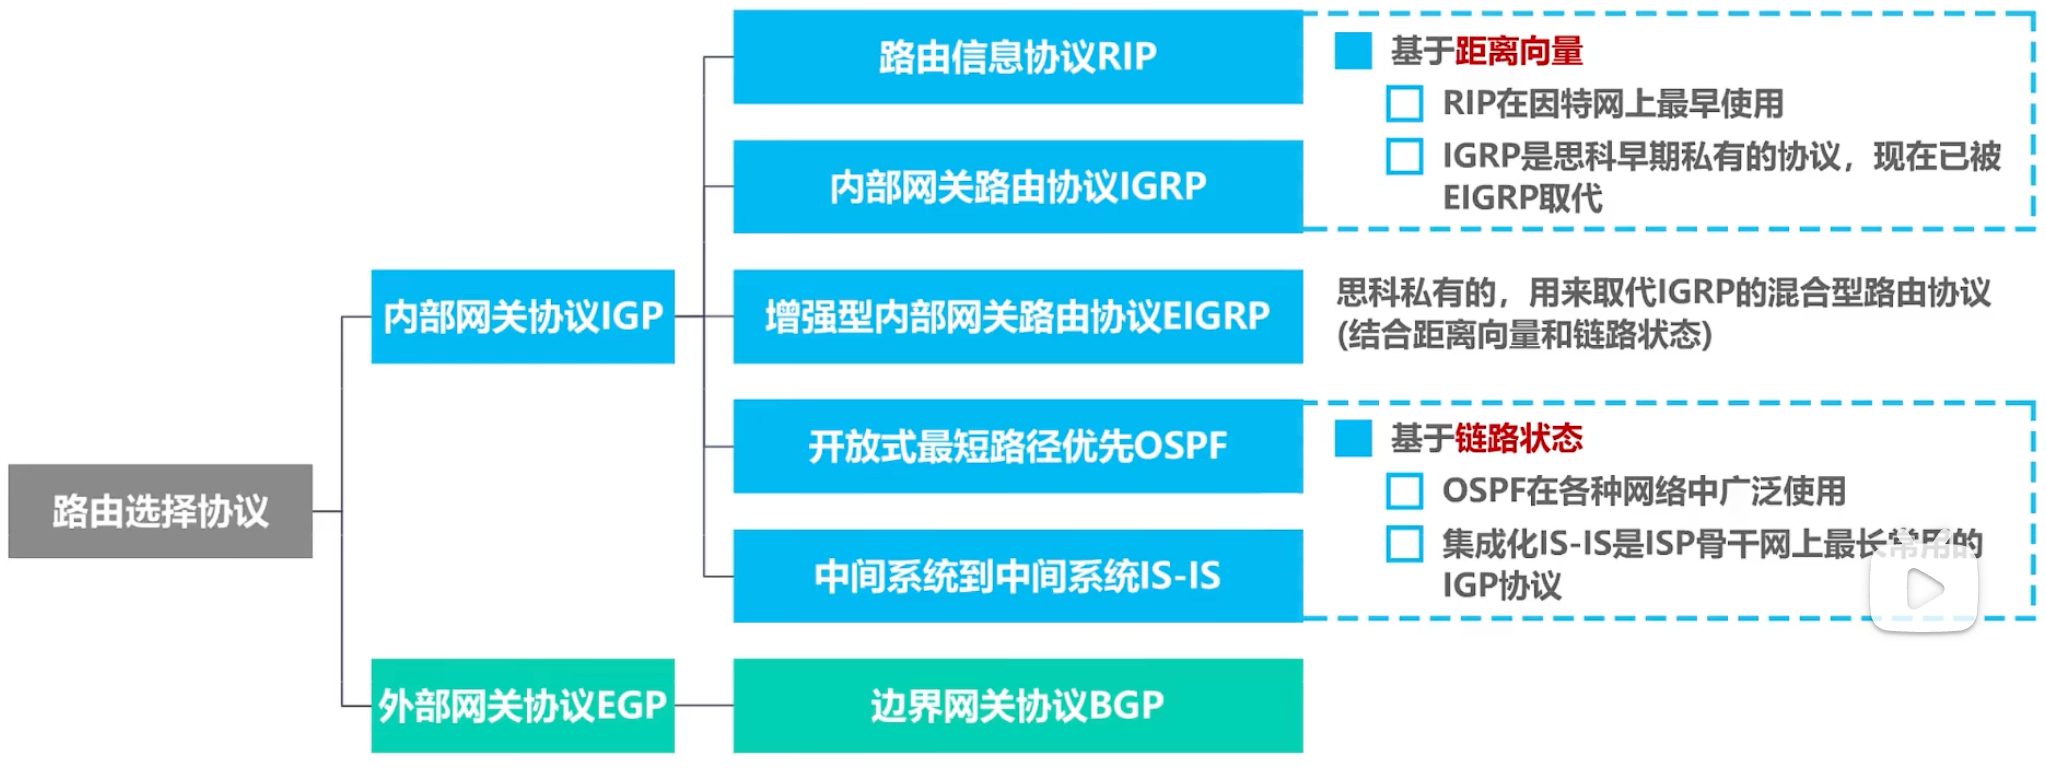 路由信息协议RIP
基于距离向量
RIP在因特网上最早使用
内部网关路由协议IGRP
IGRP是思科早期私有的协议，现在已被
EIGRP取代
内部网关协议IGP
增强型内部网关路由协议EIGRP
思科私有的，用来取代IGRP的混合型路由协议
(结合距离向量和链路状态)
开放式最短路径优先OSPF
基于链路状态
OSPF在各种网络中广泛使用
路由选择协议
中间系统到中间系统IS-IS
集成化IS-IS是ISP骨干网上最长常用的
IGP协议
外部网关协议EGP
边界网关协议BGP